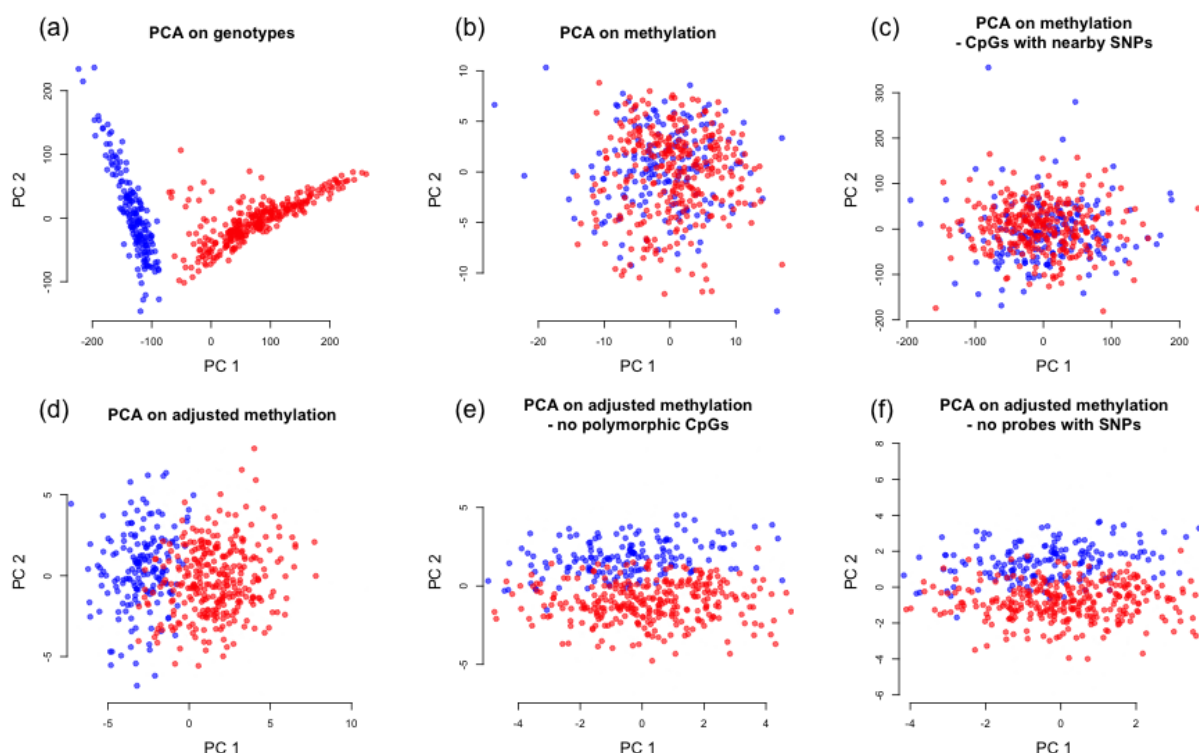 (a)
PCA on genotypes
PC 2
200
100
0
-100
-200
-100
0
100
200
PC 1
(b)
PCA on methylation
PC 2
10
5
0
-5
-10
-20
-10
0
10
PC 1
(c)
PCA on methylation
- CpGs with nearby SNPs
PC 2
300
200
100
0
-100
-200
-200
-100
0
100
200
PC 1
(d)
PCA on adjusted methylation
PC 2
5
0
-5
-5
0
5
10
PC 1
(e)
PCA on adjusted methylation
- no polymorphic CpGs
PC 2
5
0
-5
-4
-2
0
2
4
PC 1
(f)
PCA on adjusted methylation
- no probes with SNPs
PC 2
8
6
4
2
0
-2
-4
-6
-4
-2
0
2
PC 1